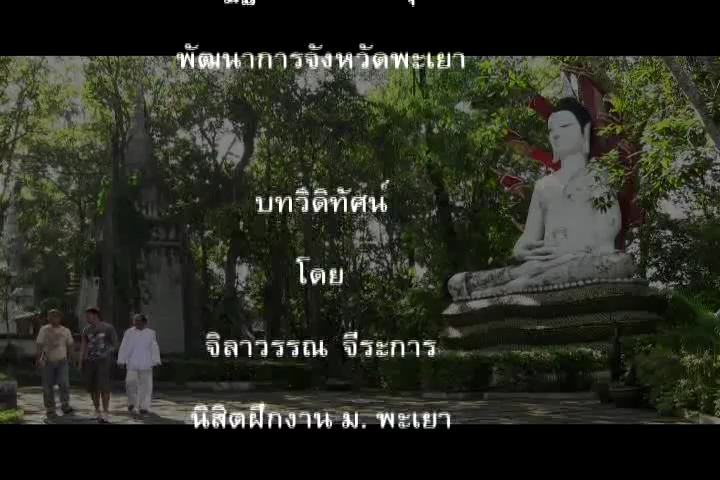 พัฒนาการจังหวัดพะเยา
บทวิดิทัศน์
โดย
จิลาวรรณ จีระการ
นิสิตฝึกงาน ม. พะเยา